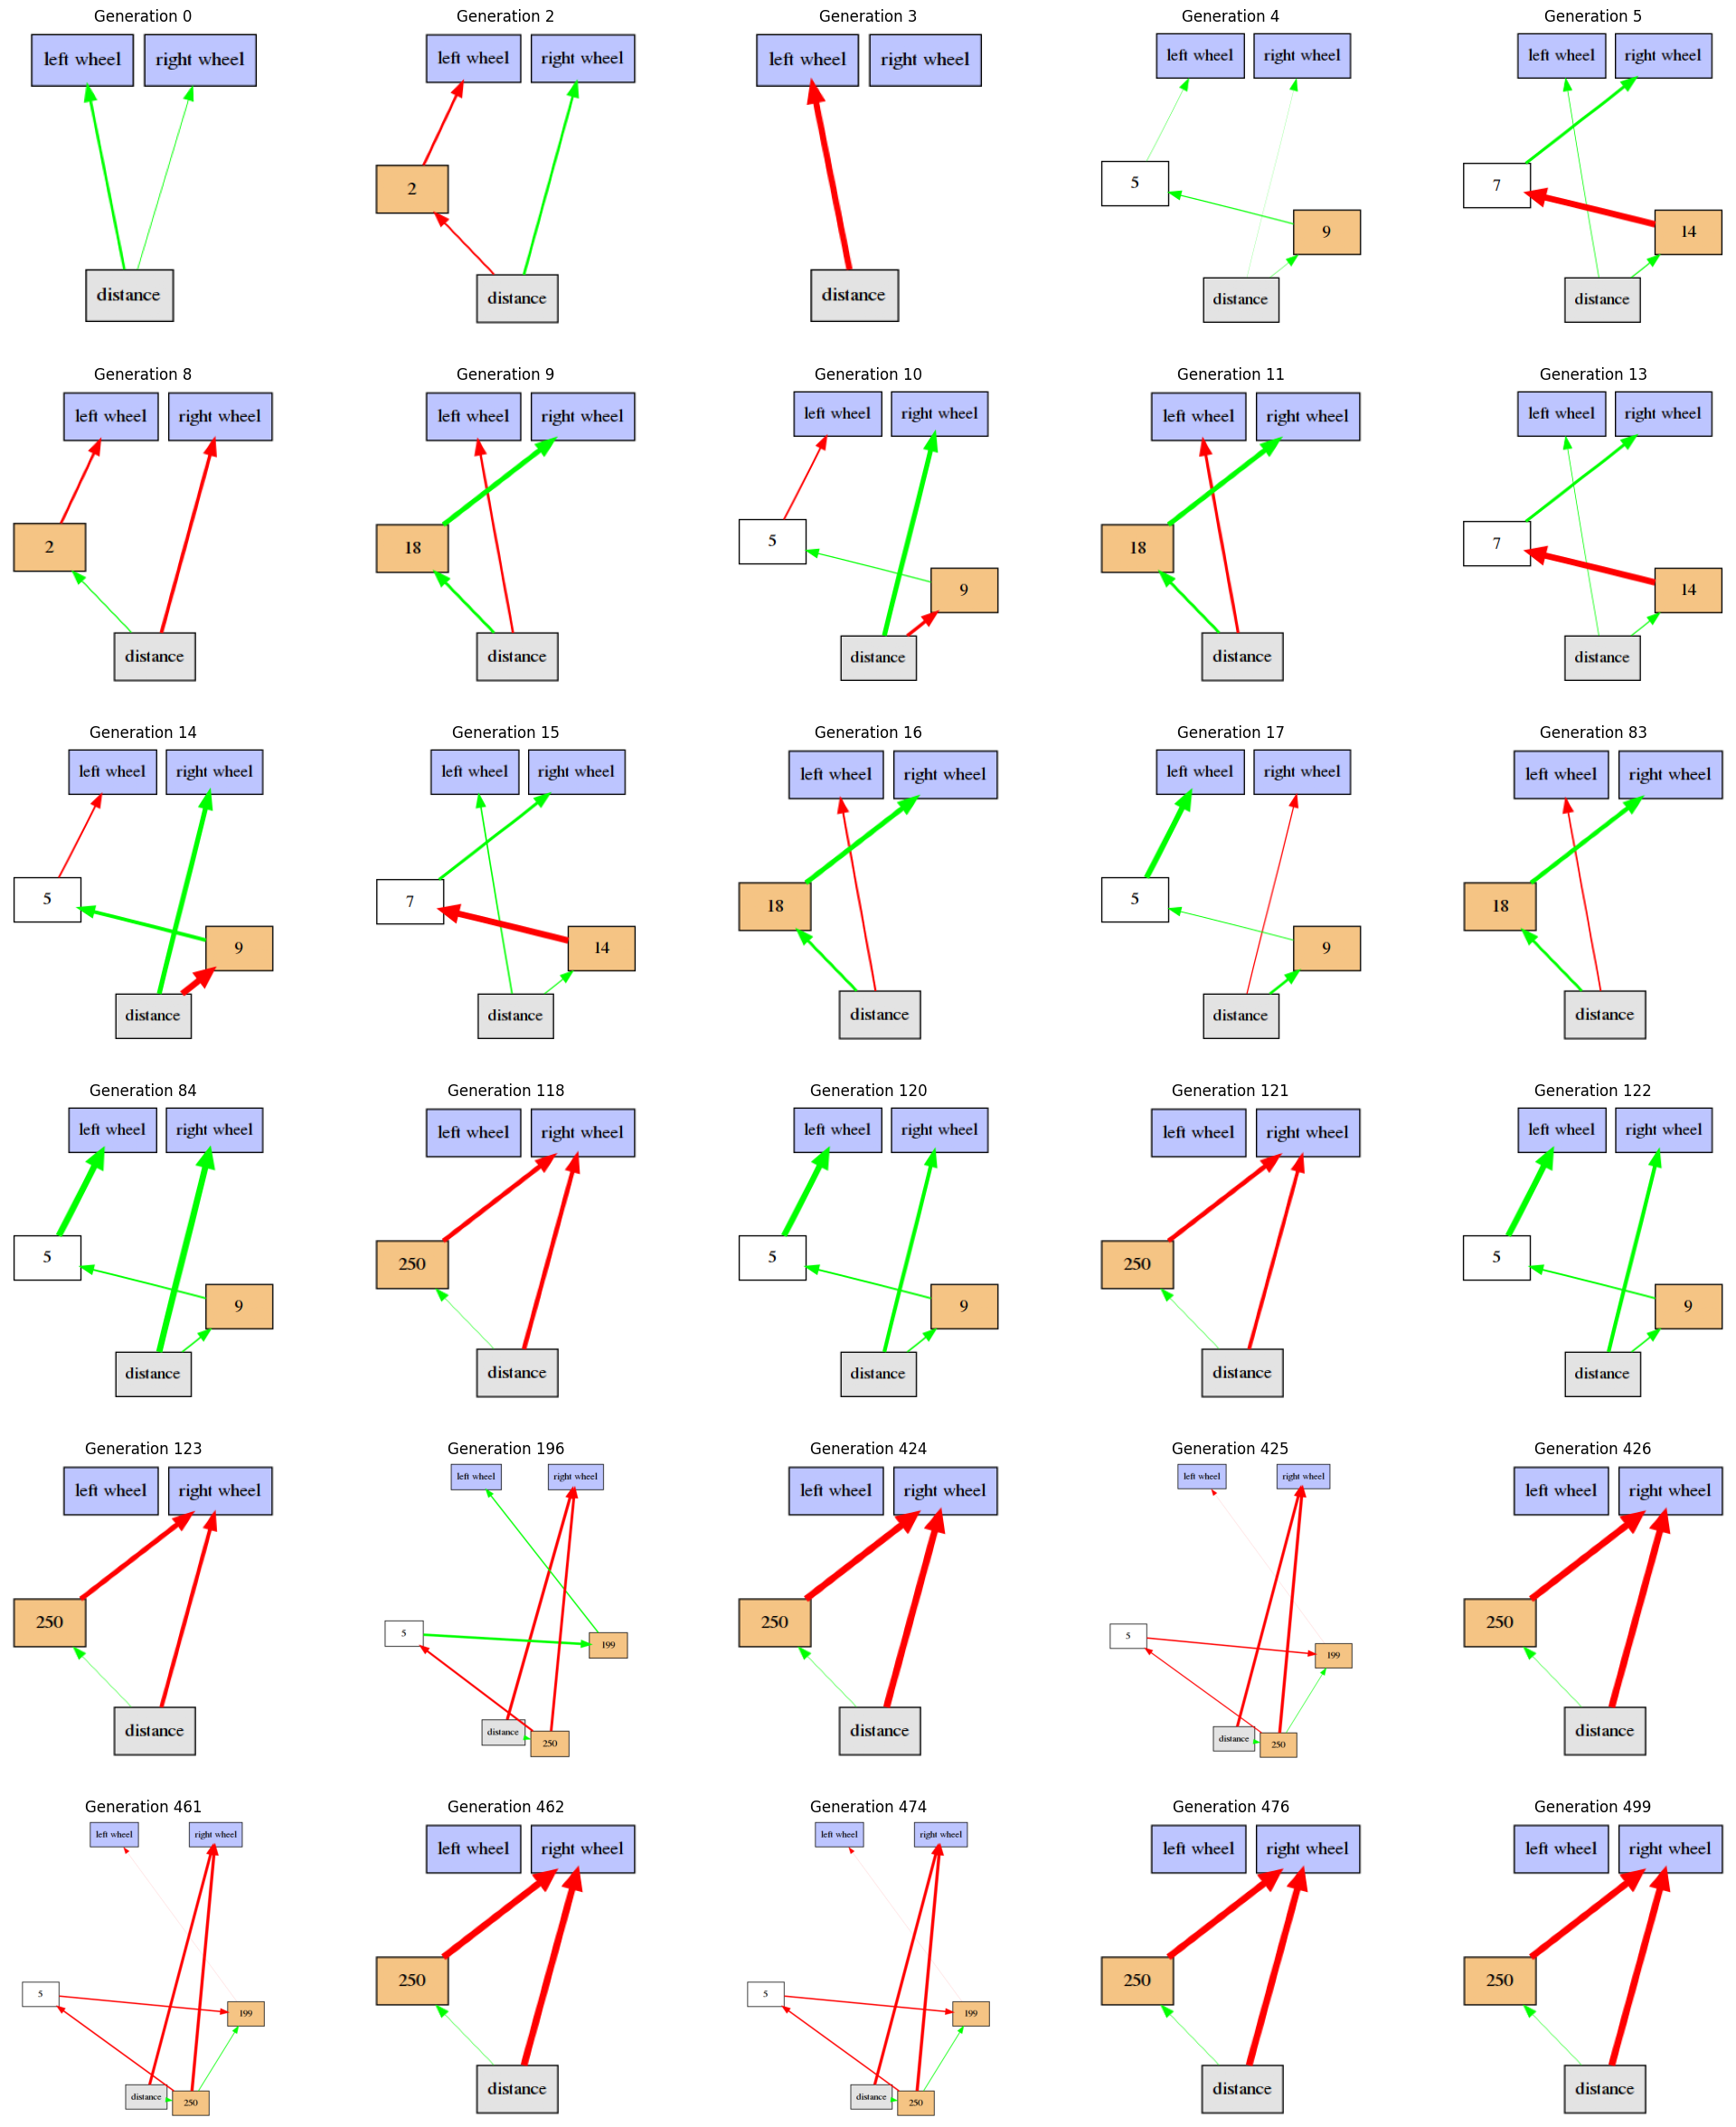 Generation 0
left wheel right wheel
distance
Generation 2
left wheel right wheel
2
distance
Generation 3
left wheel right wheel
distance
Generation 4
left wheel right wheel
5
9
distance
Generation 5
left wheel right wheel
7
14
distance
Generation 8
left wheel right wheel
2
distance
Generation 9
left wheel right wheel
18
distance
Generation 10
left wheel right wheel
5
9
distance
Generation 11
left wheel right wheel
18
distance
Generation 13
left wheel right wheel
7
14
distance
Generation 14
left wheel right wheel
5
9
distance
Generation 15
left wheel right wheel
7
14
distance
Generation 16
left wheel right wheel
18
distance
Generation 17
left wheel right wheel
5
9
distance
Generation 83
left wheel right wheel
18
distance
Generation 84
left wheel right wheel
5
9
distance
Generation 118
left wheel right wheel
250
distance
Generation 120
left wheel right wheel
5
9
distance
Generation 121
left wheel right wheel
250
distance
Generation 122
left wheel right wheel
5
9
distance
Generation 123
left wheel right wheel
250
distance
Generation 196
left wheel right wheel
5
199
distance
250
Generation 424
left wheel right wheel
250
distance
Generation 425
left wheel right wheel
5
199
distance
250
Generation 426
left wheel right wheel
250
distance
Generation 461
left wheel right wheel
5
199
distance
250
Generation 462
left wheel right wheel
250
distance
Generation 474
left wheel right wheel
5
199
distance
250
Generation 476
left wheel right wheel
250
distance
Generation 499
left wheel right wheel
250
distance